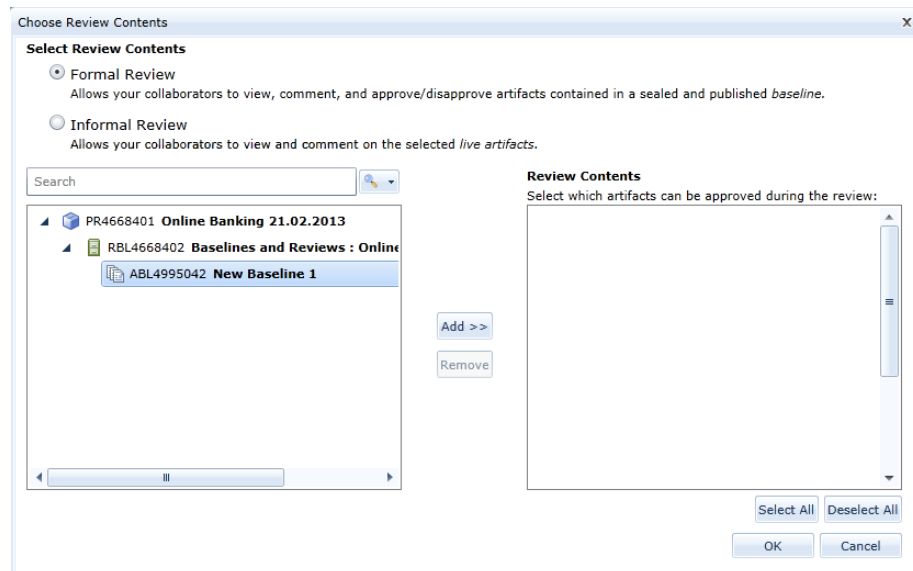 Choose Review Contents x
Select Review Contents
Formal Review
Allows your collaborators to view, comment, and approve/disapprove artifacts contained in a sealed and published baseline.
Informal Review
Allows your collaborators to view and comment on the selected live artifacts.
Search
PR4668401 Online Banking 21.02.2013
RBL4668402 Baselines and Reviews : Online
ABL4995042 New Baseline 1
Add >>
Remove
Review Contents
Select which artifacts can be approved during the review:
Select All Deselect All
OK Cancel